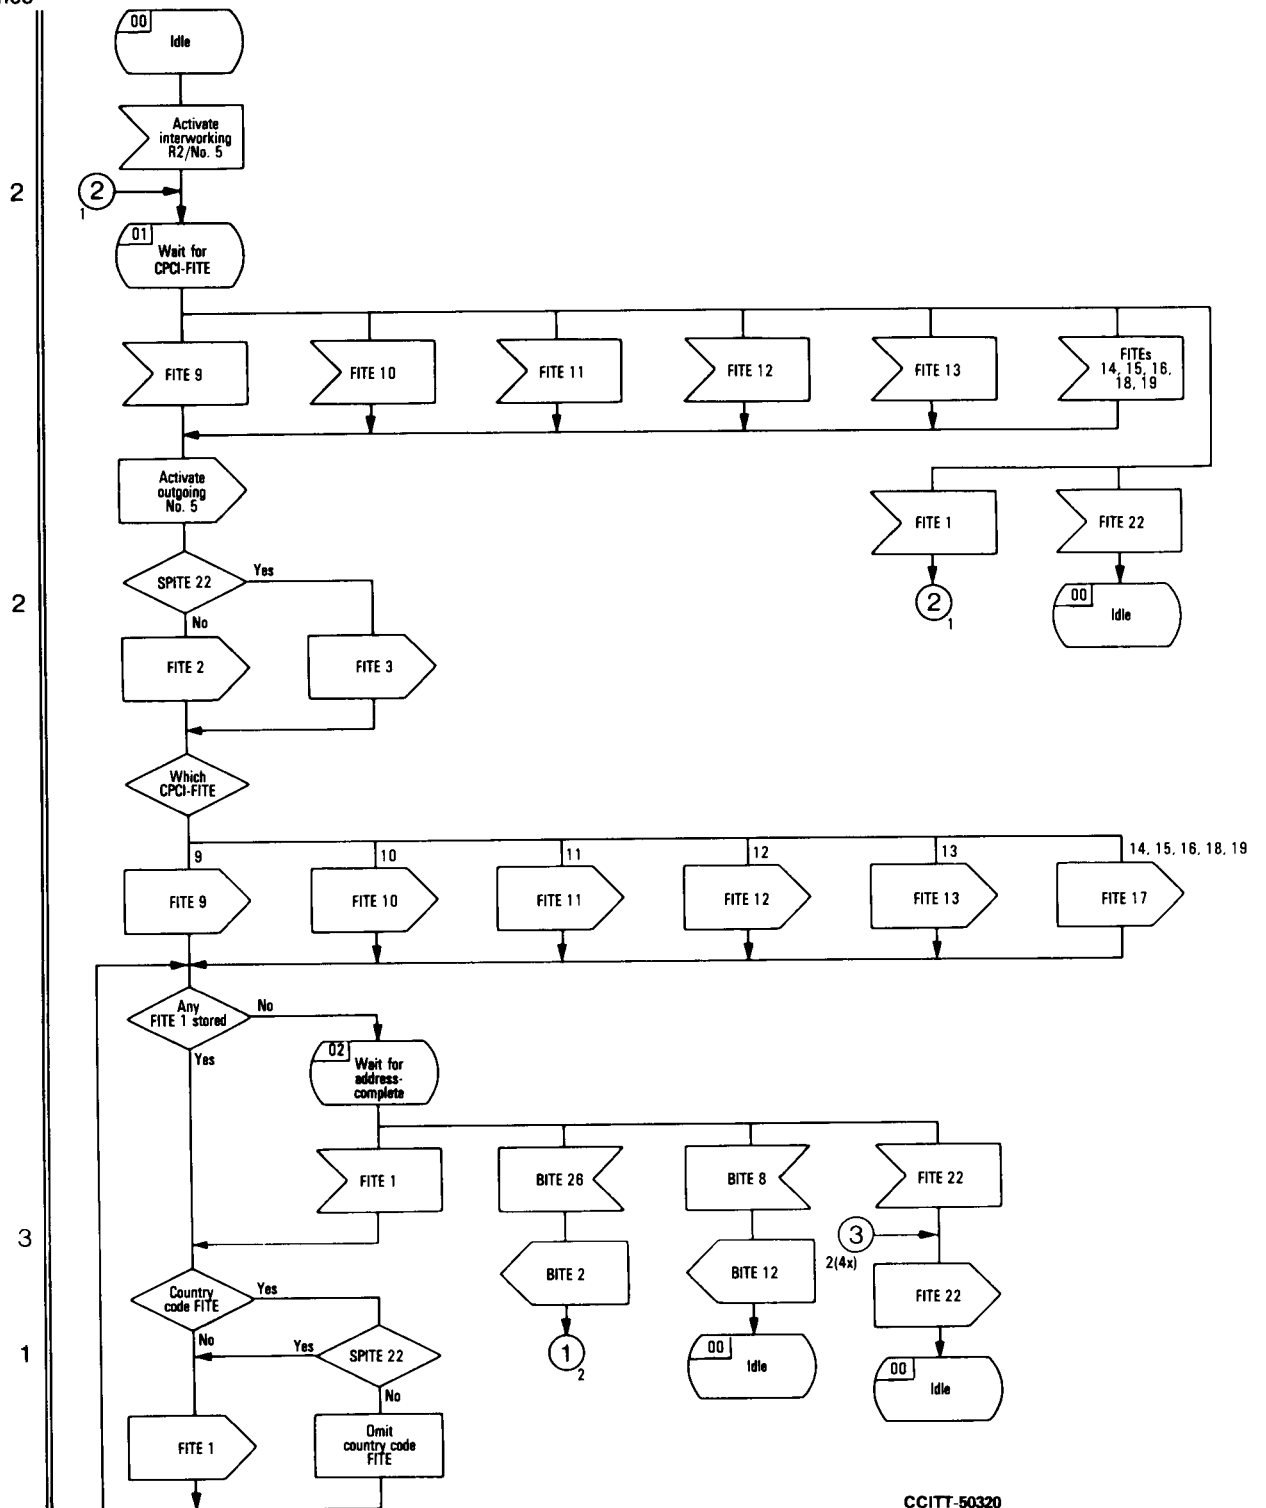 00
Idle
Activate
interworking
R2/No. 5
2
2
1
01
Wait for
CPCI-FITE
FITE 9
FITE 10
FITE 11
FITE 12
FITE 13
FITEs
14, 15, 16,
18, 19
Activate
outgoing
No. 5
FITE 1
FITE 22
2
SPITE 22
Yes
No
2
1
00
Idle
FITE 2
FITE 3
Which
CPCI-FITE
9
10
11
12
13
14, 15, 16, 18, 19
FITE 9
FITE 10
FITE 11
FITE 12
FITE 13
FITE 17
Any
FITE 1 stored
No
Yes
02
Wait for
address-
complete
FITE 1
BITE 26
BITE 8
FITE 22
3
3
2(4x)
BITE 2
BITE 12
FITE 22
Country
code FITE
Yes
No
1
Yes
SPITE 22
No
1
2
00
Idle
00
Idle
FITE 1
Omit
country code
FITE
CCITT-50320